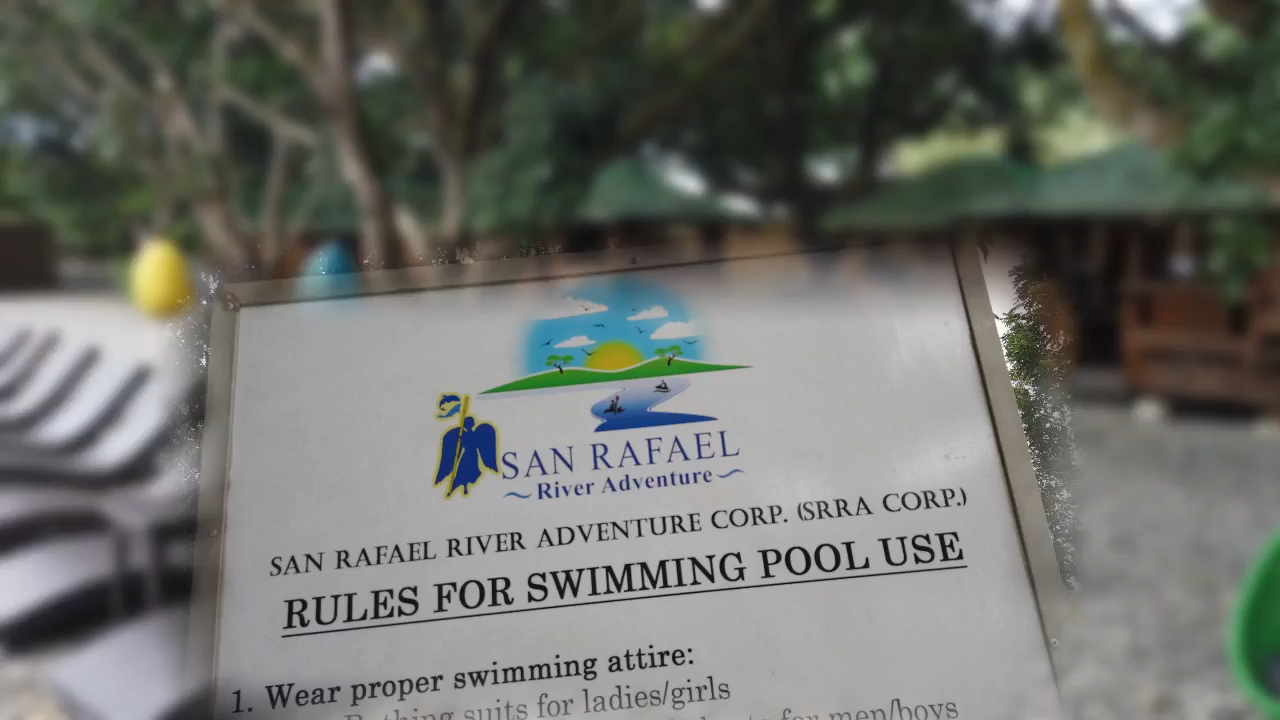 SAN RAFAEL
River Adventure
SAN RAFAEL RIVER ADVENTURE CORP. (SRRA CORP.)
RULES FOR SWIMMING POOL USE
1. Wear proper swimming attire:
suits for ladies/girls
for men/boys